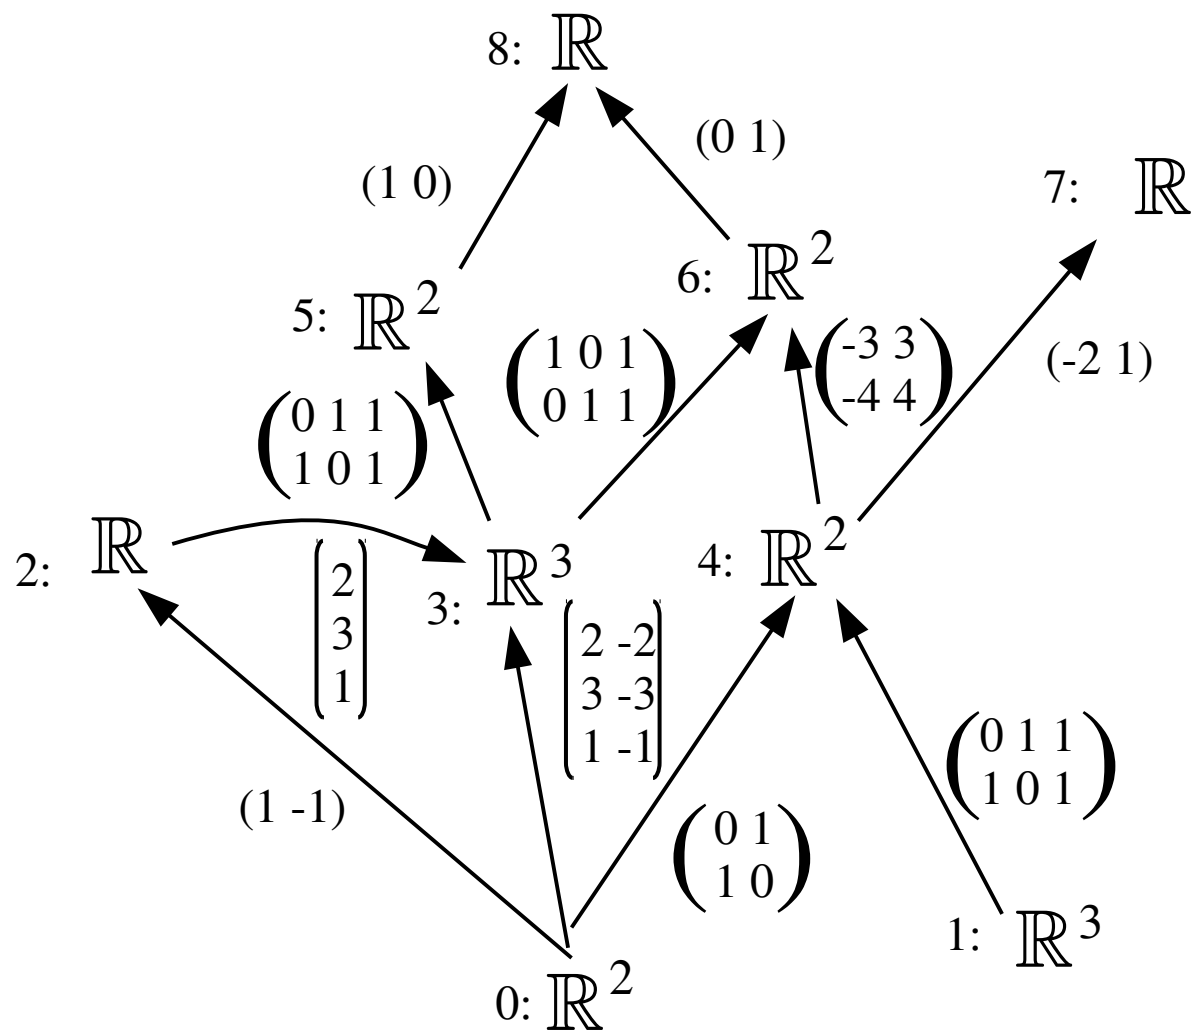 8: ℝ
(0 1)
(1 0)
7: ℝ
6: ℝ²
5: ℝ²
(1 0 1
0 1 1)
(-3 3
-4 4)
(-2 1)
(0 1 1
1 0 1)
2: ℝ
3: ℝ³
4: ℝ²
(2
3
1)
(2 -2
3 -3
1 -1)
(0 1 1
1 0 1)
(1 -1)
(0 1
1 0)
1: ℝ³
0: ℝ²